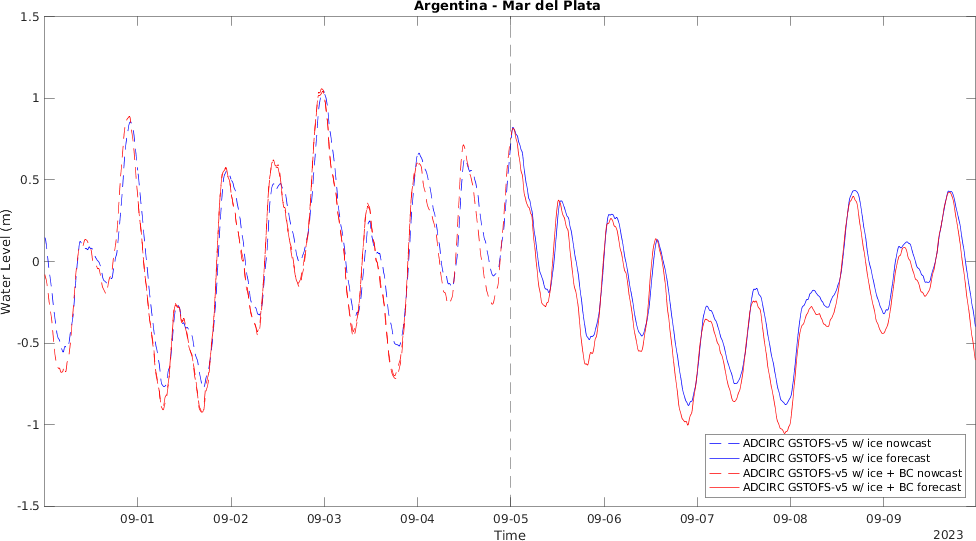 Argentina - Mar del Plata
1.5
1
0.5
0
-0.5
-1
-1.5
Water Level (m)
ADCIRC GSTOFS-v5 w/ ice nowcast
ADCIRC GSTOFS-v5 w/ ice forecast
ADCIRC GSTOFS-v5 w/ ice + BC nowcast
ADCIRC GSTOFS-v5 w/ ice + BC forecast
09-01 09-02 09-03 09-04 09-05 09-06 09-07 09-08 09-09
Time
2023